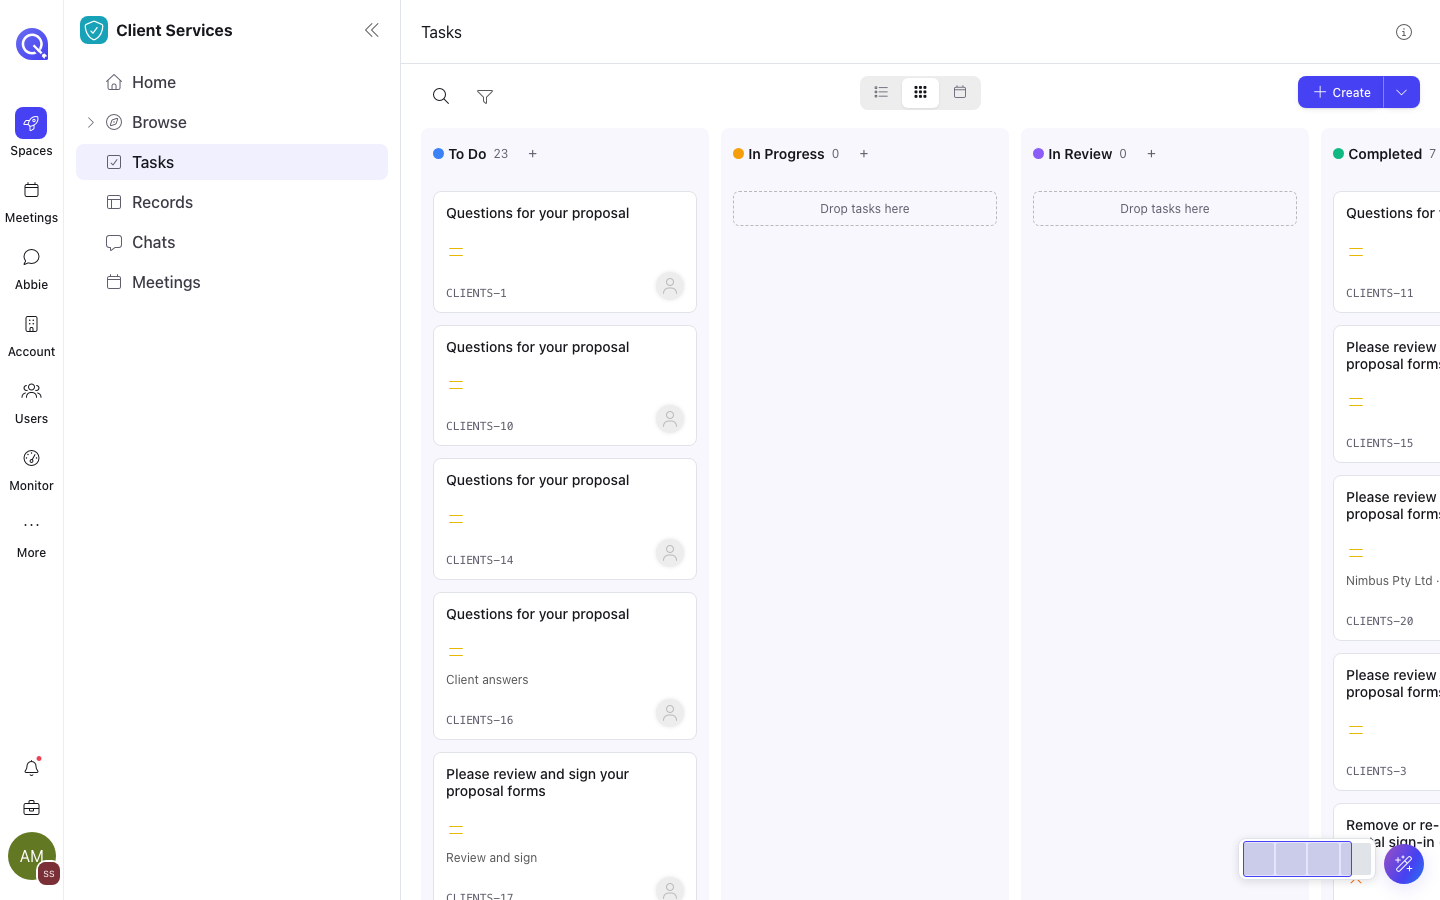 Client Services
Tasks
Home
Browse
Tasks
Records
Chats
Meetings
Spaces
Meetings
Abbie
Account
Users
Monitor
More
AM
SS
Create
To Do 23 +
Questions for your proposal
CLIENTS-1
Questions for your proposal
CLIENTS-10
Questions for your proposal
CLIENTS-14
Questions for your proposal
Client answers
CLIENTS-16
Please review and sign your
proposal forms
Review and sign
CLIENTS-17
In Progress 0 +
Drop tasks here
In Review 0 +
Drop tasks here
Completed 7
Questions for
CLIENTS-11
Please review
proposal forms
CLIENTS-15
Please review
proposal forms
Nimbus Pty Ltd ·
CLIENTS-20
Please review
proposal forms
CLIENTS-3
Remove or re-
sign-in